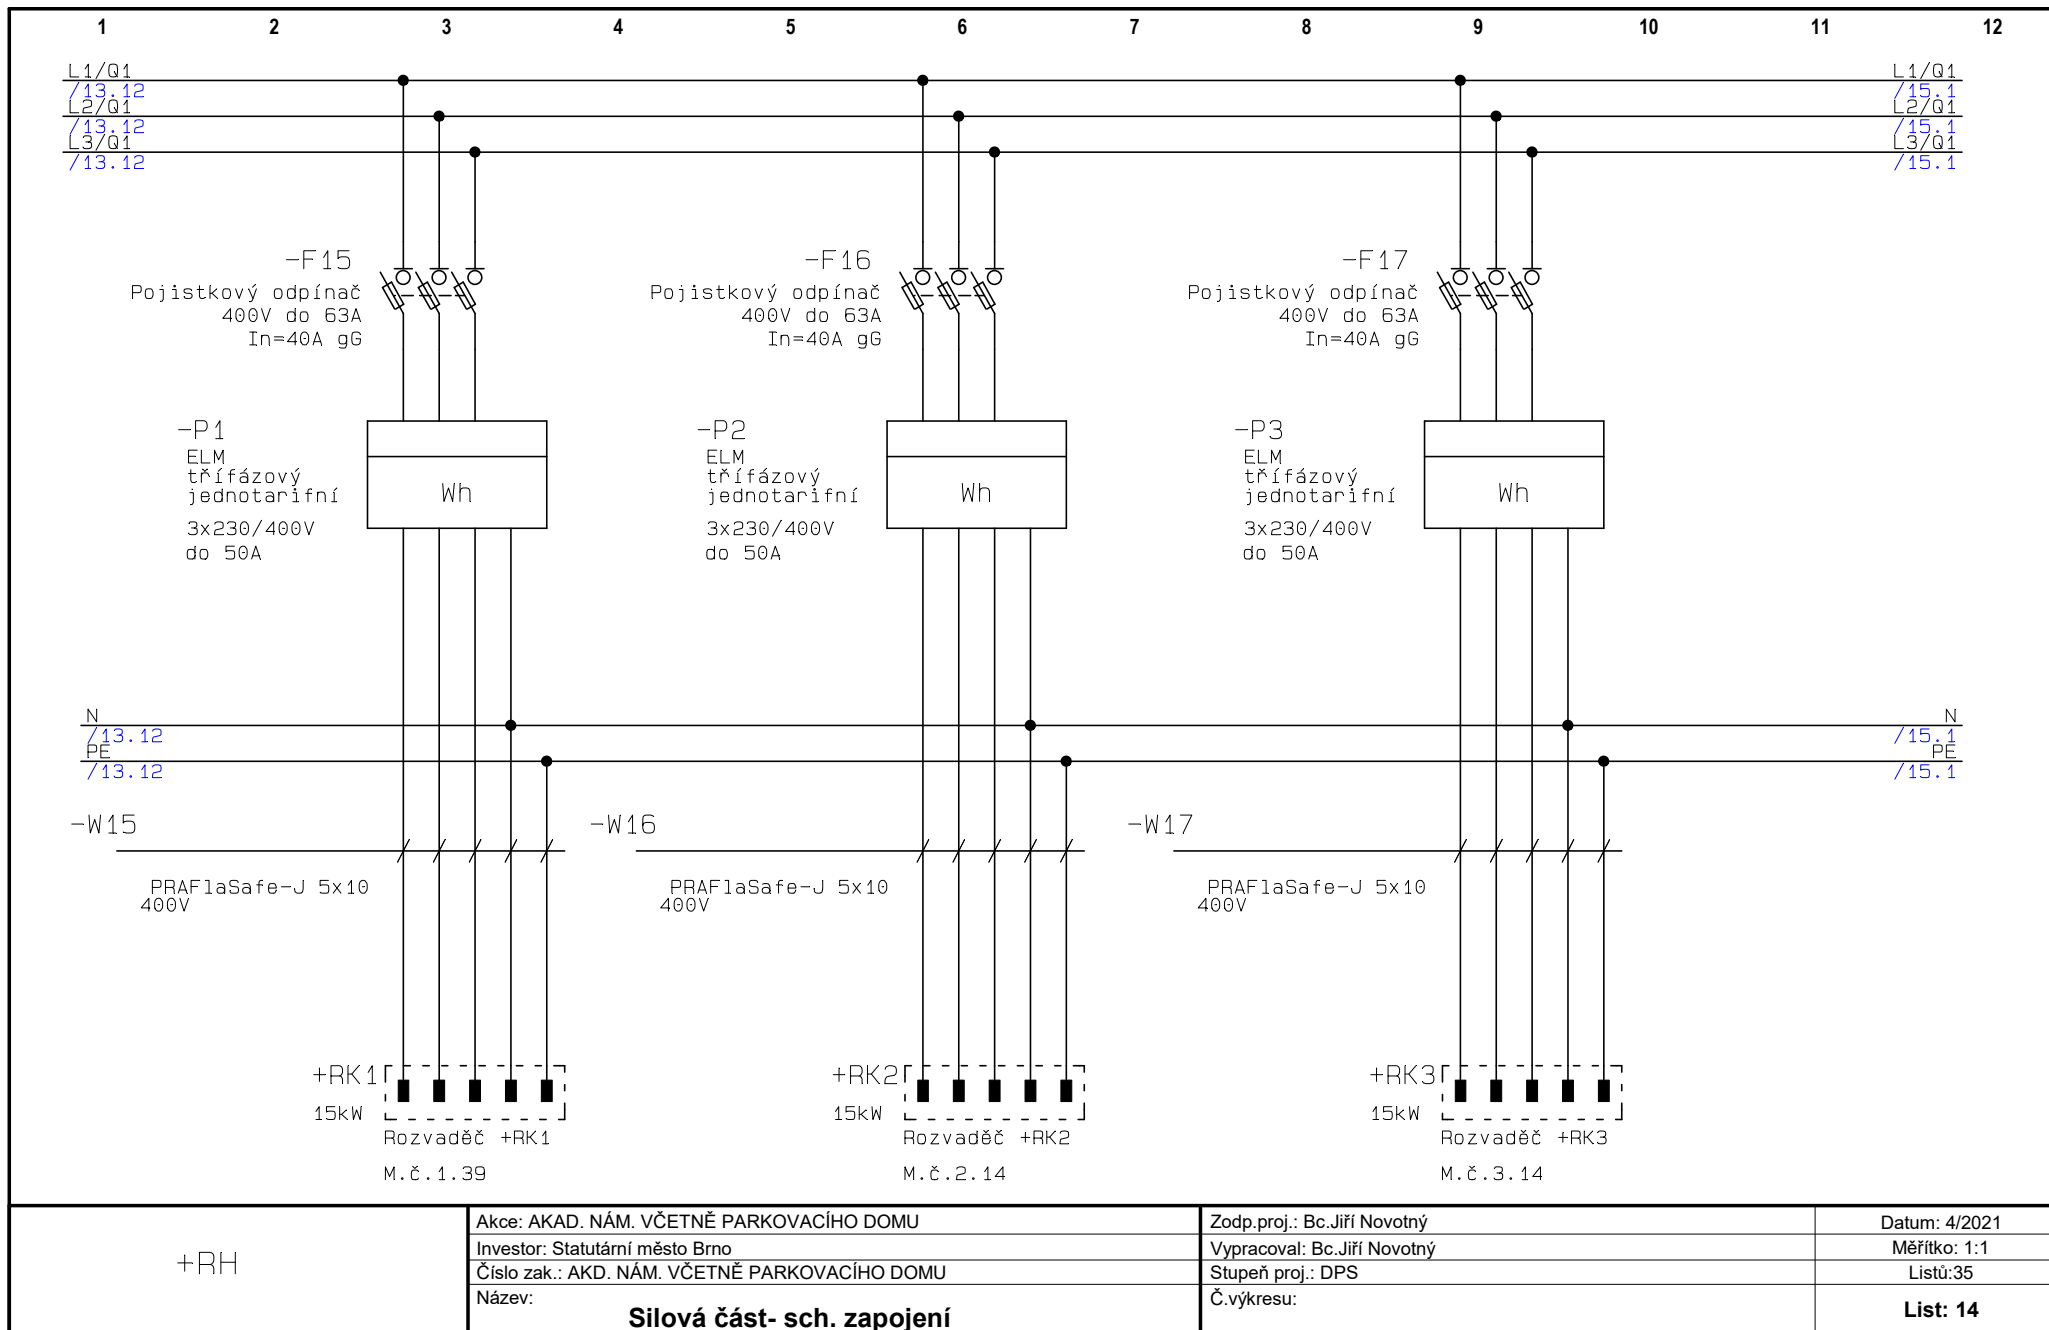 1 2 3 4 5 6 7 8 9 10 11 12
L1/Q1 L1/Q1
/13.12 /15.1
L2/Q1 L2/Q1
/13.12 /15.1
L3/Q1 L3/Q1
/13.12 /15.1
-F15 -F16 -F17
Pojistkový odpínač Pojistkový odpínač Pojistkový odpínač
400V do 63A 400V do 63A 400V do 63A
In=40A gG In=40A gG In=40A gG
-P1 -P2 -P3
ELM ELM ELM
třífázový třífázový třífázový
jednotarifní Wh jednotarifní Wh jednotarifní Wh
3x230/400V 3x230/400V 3x230/400V
do 50A do 50A do 50A
N N
/13.12 /15.1
PE PE
/13.12 /15.1
-W15 -W16 -W17
PRAFlaSafe-J 5x10 PRAFlaSafe-J 5x10 PRAFlaSafe-J 5x10
400V 400V 400V
+RK1 +RK2 +RK3
15kW 15kW 15kW
Rozvaděč +RK1 Rozvaděč +RK2 Rozvaděč +RK3
M.č.1.39 M.č.2.14 M.č.3.14
+RH
Akce: AKAD. NÁM. VČETNĚ PARKOVACÍHO DOMU
Investor: Statutární město Brno
Číslo zak.: AKD. NÁM. VČETNĚ PARKOVACÍHO DOMU
Název:
Silová část- sch. zapojení
Zodp.proj.: Bc.Jiří Novotný
Vypracoval: Bc.Jiří Novotný
Stupeň proj.: DPS
Č.výkresu:
Datum: 4/2021
Měřítko: 1:1
Listů:35
List: 14